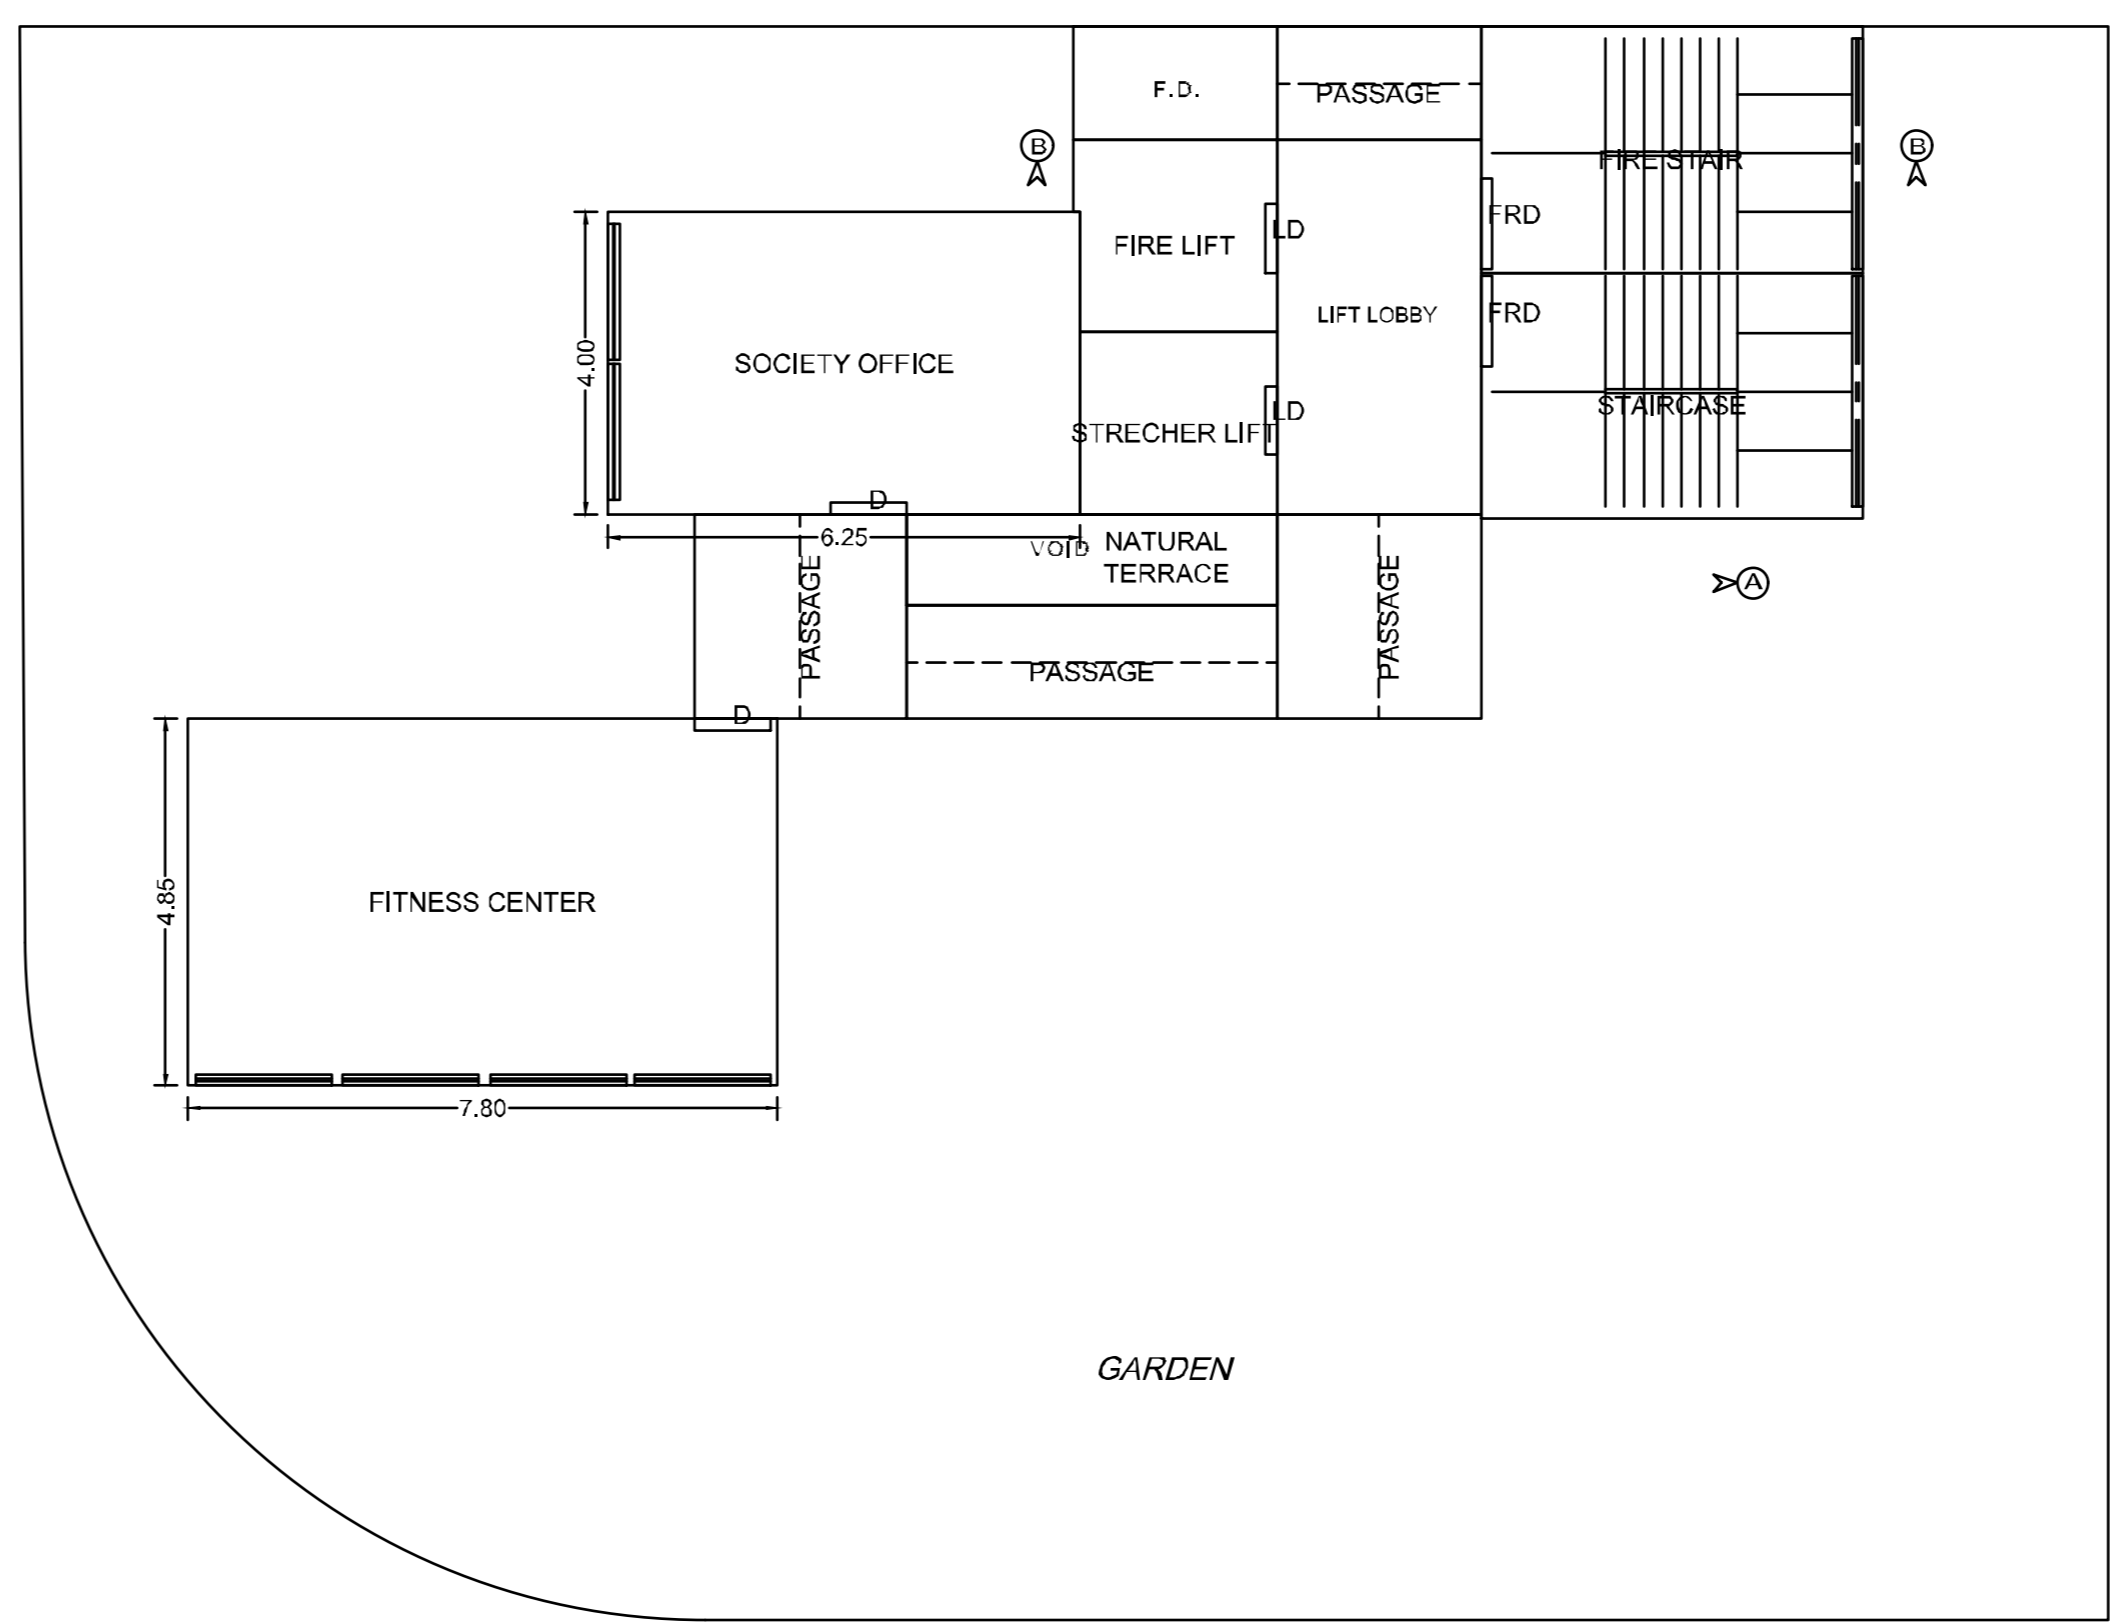 F.D.
PASSAGE
B
FIRE STAIR
B
FRD
LD
FIRE LIFT
LIFT LOBBY
FRD
4.00
SOCIETY OFFICE
LD
STAIRCASE
STRECHER LIFT
D
6.25
VOID
NATURAL
TERRACE
PASSAGE
PASSAGE
A
PASSAGE
D
4.85
FITNESS CENTER
7.80
GARDEN